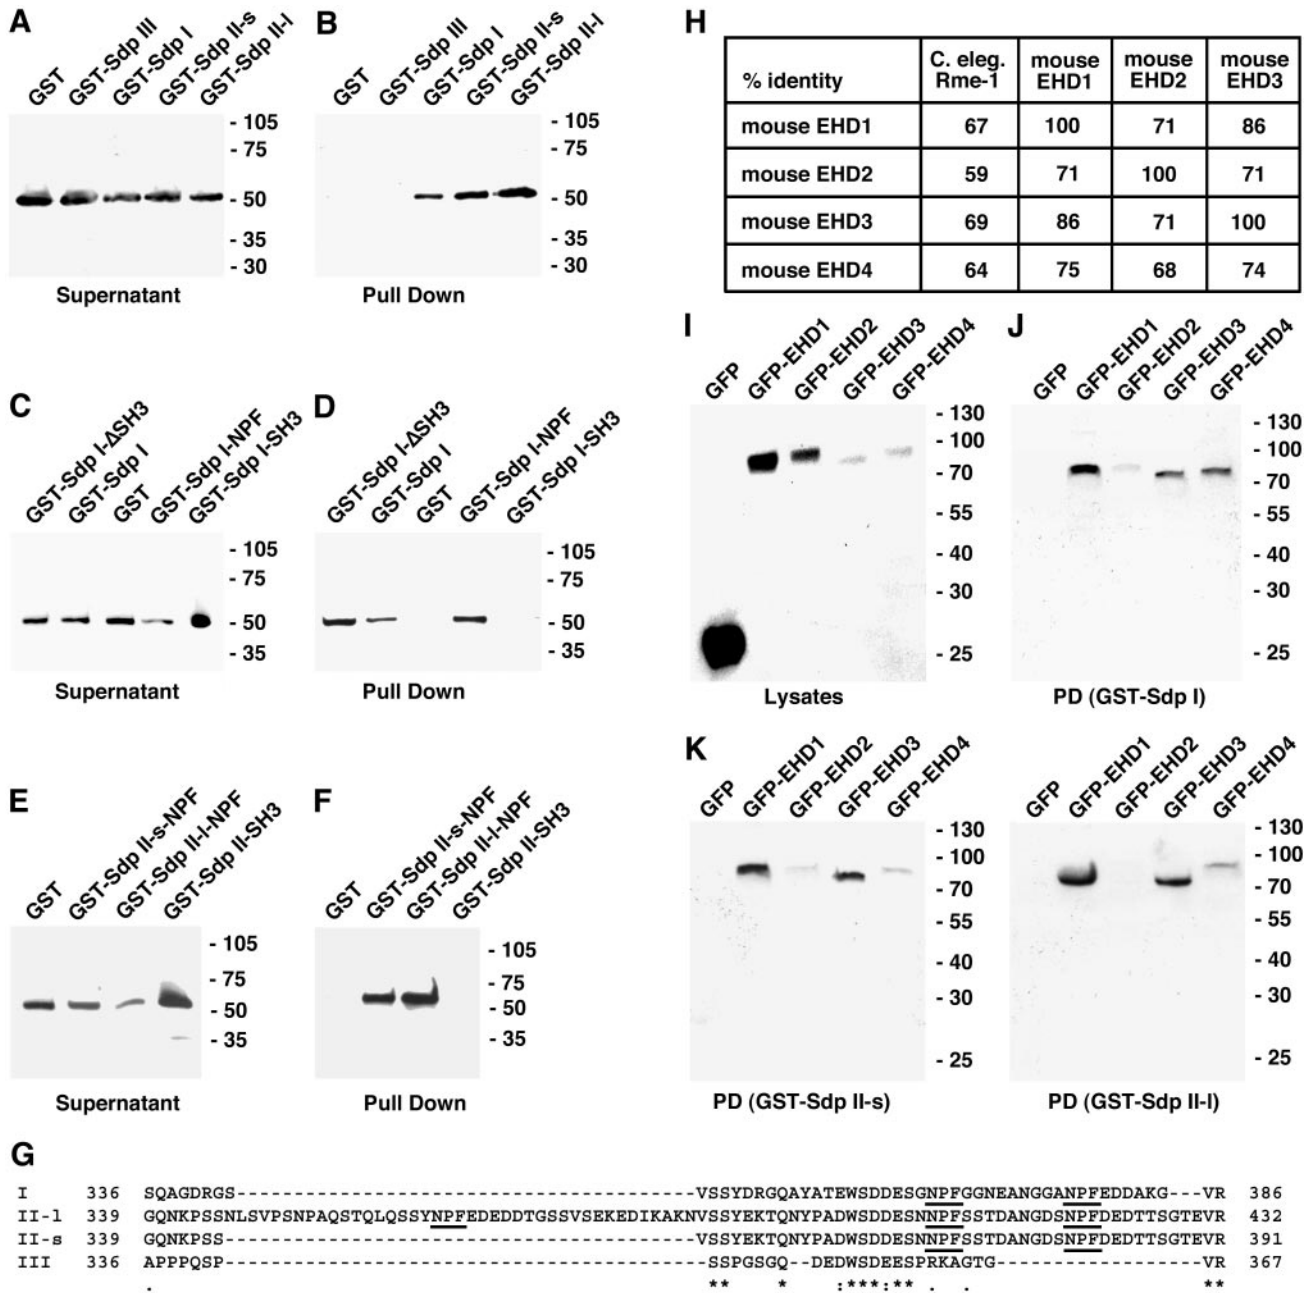 A
GST
GST-Sdp III
GST-Sdp I
GST-Sdp II-s
GST-Sdp II-l
- 105
- 75
- 50
- 35
- 30
Supernatant
B
GST
GST-Sdp III
GST-Sdp I
GST-Sdp II-s
GST-Sdp II-l
- 105
- 75
- 50
- 35
- 30
Pull Down
H
% identity C. eleg. Rme-1 mouse EHD1 mouse EHD2 mouse EHD3
mouse EHD1 67 100 71 86
mouse EHD2 59 71 100 71
mouse EHD3 69 86 71 100
mouse EHD4 64 75 68 74
C
GST-Sdp I-ΔSH3
GST-Sdp I
GST
GST-Sdp I-NPF
GST-Sdp I-SH3
- 105
- 75
- 50
- 35
Supernatant
D
GST-Sdp I-ΔSH3
GST-Sdp I
GST
GST-Sdp I-NPF
GST-Sdp I-SH3
- 105
- 75
- 50
- 35
Pull Down
I
GFP
GFP-EHD1
GFP-EHD2
GFP-EHD3
GFP-EHD4
- 130
- 100
- 70
- 55
- 40
- 30
- 25
Lysates
J
GFP
GFP-EHD1
GFP-EHD2
GFP-EHD3
GFP-EHD4
- 130
- 100
- 70
- 55
- 40
- 30
- 25
PD (GST-Sdp I)
E
GST
GST-Sdp II-s-NPF
GST-Sdp II-l-NPF
GST-Sdp II-SH3
- 105
- 75
- 50
- 35
Supernatant
F
GST
GST-Sdp II-s-NPF
GST-Sdp II-l-NPF
GST-Sdp II-SH3
- 105
- 75
- 50
- 35
Pull Down
K
GFP
GFP-EHD1
GFP-EHD2
GFP-EHD3
GFP-EHD4
- 130
- 100
- 70
- 55
- 40
- 30
- 25
PD (GST-Sdp II-s)
GFP
GFP-EHD1
GFP-EHD2
GFP-EHD3
GFP-EHD4
- 130
- 100
- 70
- 55
- 40
- 30
- 25
PD (GST-Sdp II-l)
G
I 336 SQAGDRGS---------------------------------------VSSYDRGQAYATEWSDDESGNPFGGNEANGGANPFEDDAKG---VR 386
II-l 339 GQNKPSSNLSVPSNPAQSTQLQSSYNPFEDEDDTGSSVSEKEDIKAKNVSSYEKTQNYPADWSDDESNNPFSSTDANGDSNPFDEDTTSGTEVR 432
II-s 339 GQNKPSS-----------------------------------------VSSYEKTQNYPADWSDDESNNPFSSTDANGDSNPFDEDTTSGTEVR 391
III 336 APPPQSP------------------------------------------SSPGSGQ--DEDWSDEESPRKAGTG------------------VR 367
. ** * :***:** . . **